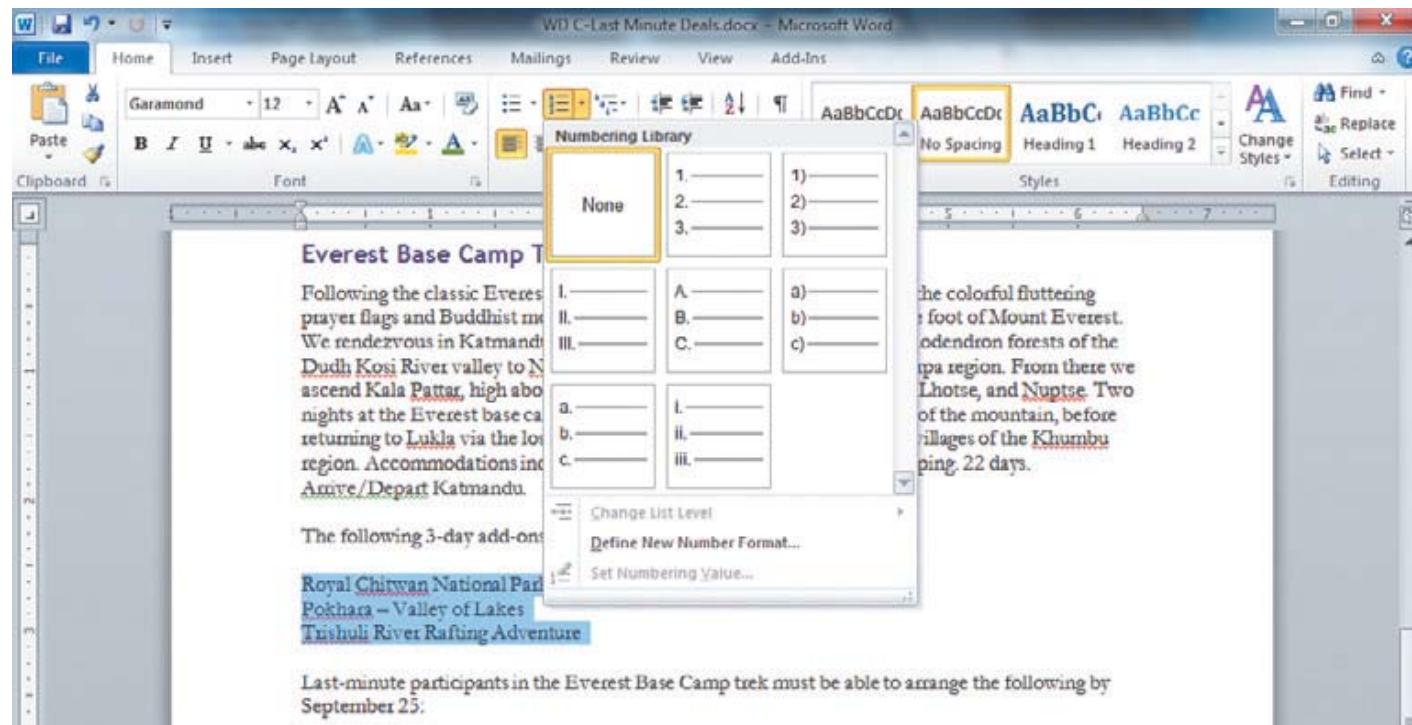 WD C-Last Minute Deals.docx - Microsoft Word
File Home Insert Page Layout References Mailings Review View Add-Ins
Garamond 12 A A Aa
AaBbCcDc AaBbCcDc AaBbC AaBbCc
Find
Replace
Select
Paste
B I U abc x₂ x²
No Spacing Heading 1 Heading 2
Change
Styles
Clipboard Font Styles Editing
Numbering Library
None
1. 2. 3.
1) 2) 3)
I. II. III.
A. B. C.
a) b) c)
a. b. c.
i. ii. iii.
Change List Level
Define New Number Format...
Set Numbering Value...
1 5 6 7
Everest Base Camp T
Following the classic Everes the colorful fluttering
prayer flags and Buddhist m foot of Mount Everest.
We rendezvous in Katmand odendron forests of the
Dudh Kosi River valley to N pa region. From there we
ascend Kala Pattar, high abo Lhotse, and Nuptse. Two
nights at the Everest base ca of the mountain, before
returning to Lukla via the lo villages of the Khumbu
region. Accommodations inc ping. 22 days.
Arrive/Depart Katmandu.
The following 3-day add-ons
Royal Chitwan National Park
Pokhara – Valley of Lakes
Trishuli River Rafting Adventure
Last-minute participants in the Everest Base Camp trek must be able to arrange the following by
September 25: